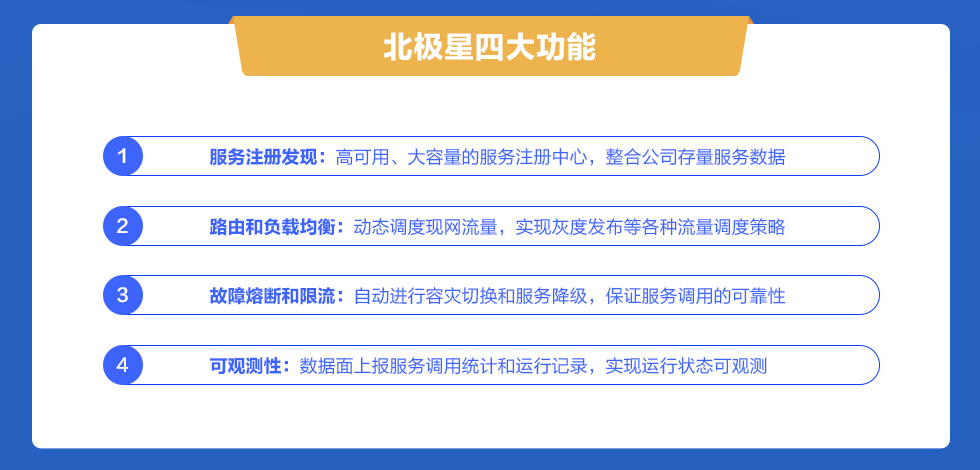 北极星四大功能
1 服务注册发现：高可用、大容量的服务注册中心，整合公司存量服务数据
2 路由和负载均衡：动态调度现网流量，实现灰度发布等各种流量调度策略
3 故障熔断和限流：自动进行容灾切换和服务降级，保证服务调用的可靠性
4 可观测性：数据面上报服务调用统计和运行记录，实现运行状态可观测